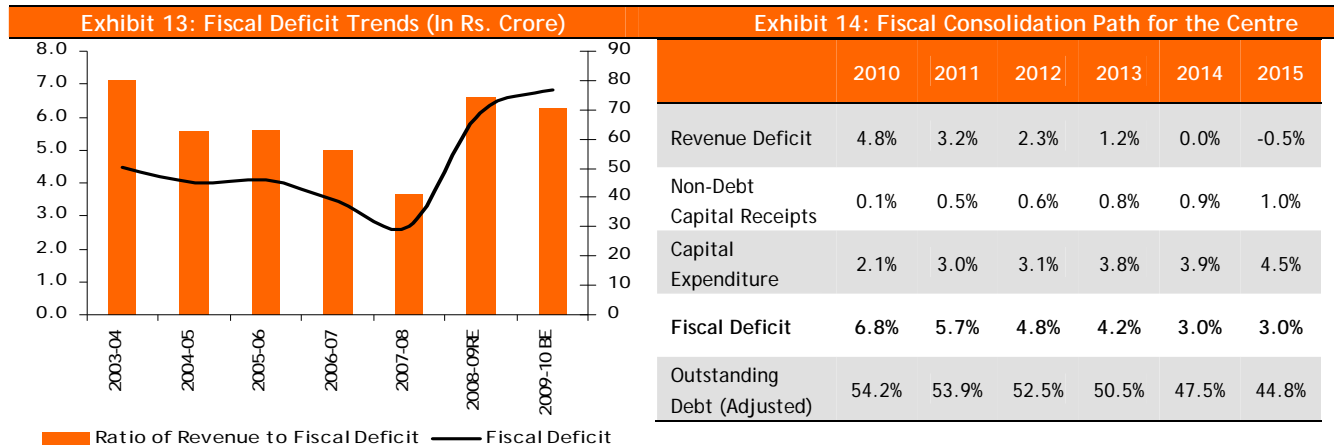 Exhibit 13: Fiscal Deficit Trends (In Rs. Crore)
8.0
7.0
6.0
5.0
4.0
3.0
2.0
1.0
0.0
90
80
70
60
50
40
30
20
10
0
2003-04
2004-05
2005-06
2006-07
2007-08
2008-09RE
2009-10 BE
Ratio of Revenue to Fiscal Deficit
Fiscal Deficit
Exhibit 14: Fiscal Consolidation Path for the Centre
2010 2011 2012 2013 2014 2015
Revenue Deficit 4.8% 3.2% 2.3% 1.2% 0.0% -0.5%
Non-Debt
Capital Receipts 0.1% 0.5% 0.6% 0.8% 0.9% 1.0%
Capital
Expenditure 2.1% 3.0% 3.1% 3.8% 3.9% 4.5%
Fiscal Deficit 6.8% 5.7% 4.8% 4.2% 3.0% 3.0%
Outstanding
Debt (Adjusted) 54.2% 53.9% 52.5% 50.5% 47.5% 44.8%